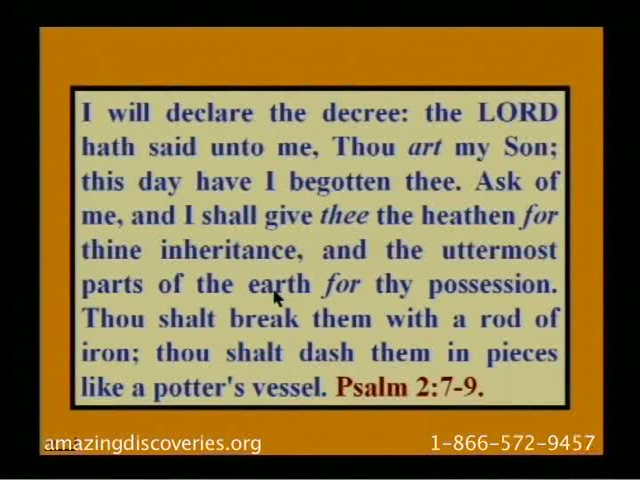 I will declare the decree: the LORD
hath said unto me, Thou art my Son;
this day have I begotten thee. Ask of
me, and I shall give thee the heathen for
thine inheritance, and the uttermost
parts of the earth for thy possession.
Thou shalt break them with a rod of
iron; thou shalt dash them in pieces
like a potter's vessel. Psalm 2:7-9.
amazingdiscoveries.org 1-866-572-9457